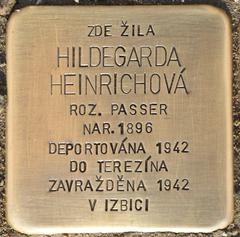 ZDE ŽILA
HILDEGARDA
HEINRICHOVÁ
ROZ. PASSER
NAR. 1896
DEPORTOVÁNA 1942
DO TEREZÍNA
ZAVRAŽDĚNA 1942
V IZBICI